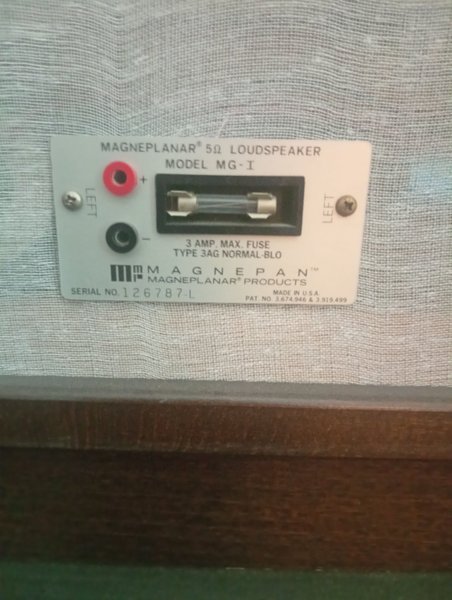 MAGNEPLANAR® 5Ω LOUDSPEAKER
MODEL MG-I
+
LEFT
LEFT
-
3 AMP. MAX. FUSE
TYPE 3AG NORMAL-BLO
MAGNEPAN™
MAGNEPLANAR® PRODUCTS
SERIAL NO. 126787-L
MADE IN U.S.A.
PAT. NO. 3,674,946 & 3,919,499